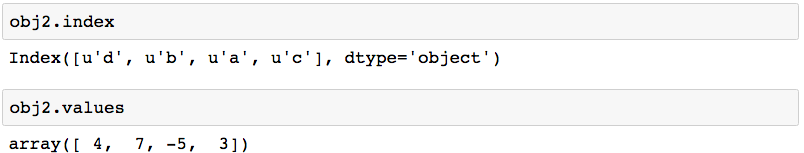 obj2.index
Index([u'd', u'b', u'a', u'c'], dtype='object')
obj2.values
array([ 4,  7, -5,  3])